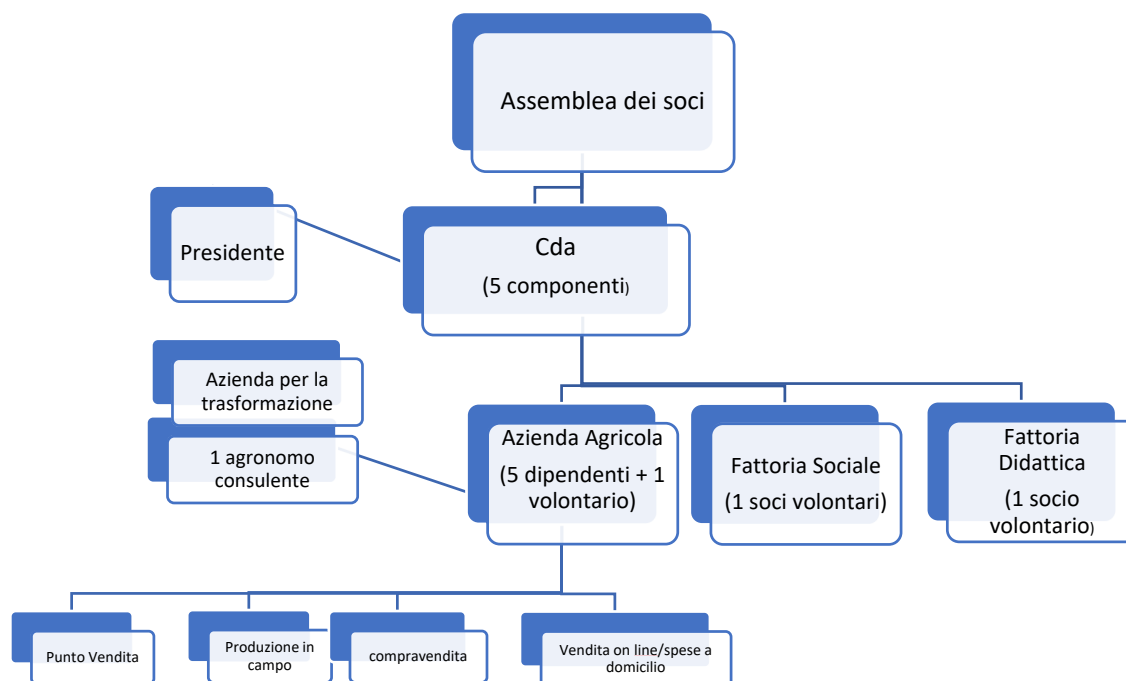 Assemblea dei soci
Presidente
Cda
(5 componenti)
Azienda per la
trasformazione
1 agronomo
consulente
Azienda Agricola
(5 dipendenti + 1
volontario)
Fattoria Sociale
(1 soci volontari)
Fattoria
Didattica
(1 socio
volontario)
Punto Vendita
Produzione in
campo
compravendita
Vendita on line/spese a
domicilio